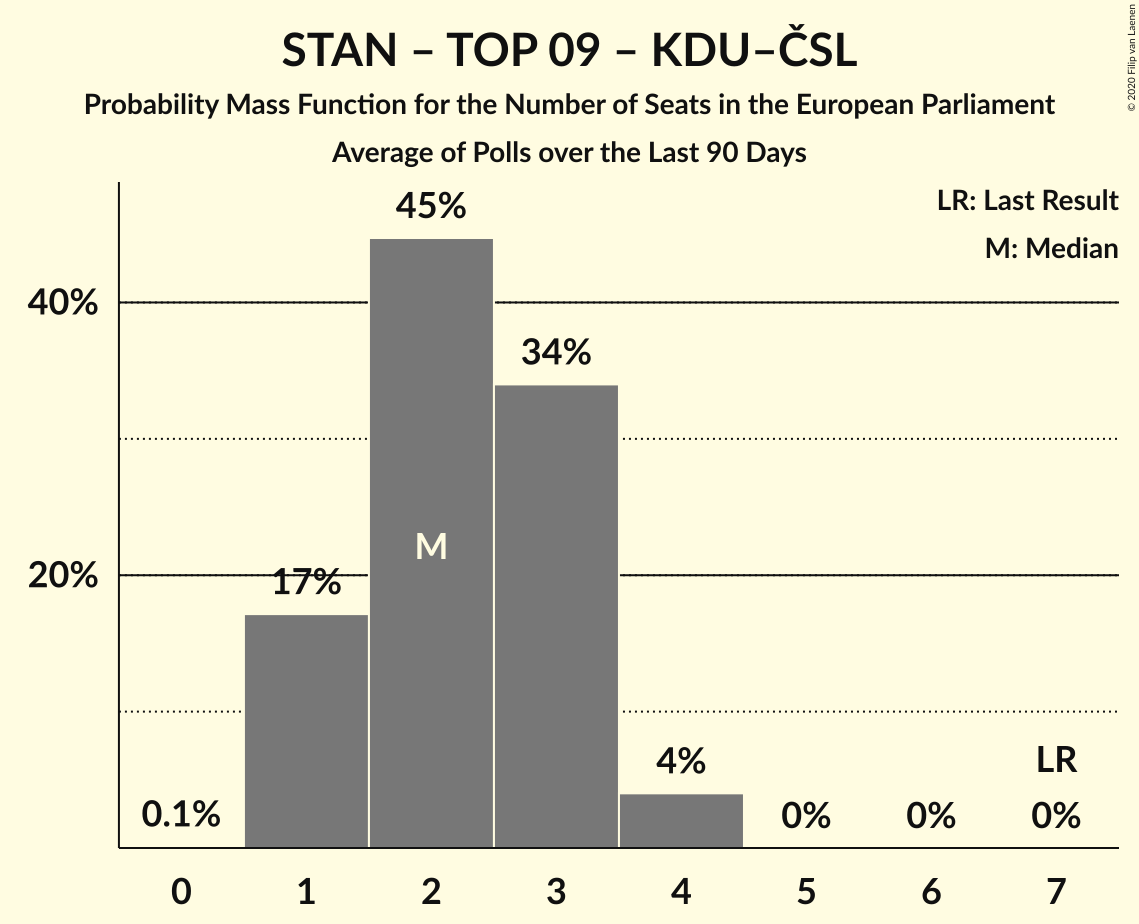 STAN – TOP 09 – KDU–ČSL
Probability Mass Function for the Number of Seats in the European Parliament
Average of Polls over the Last 90 Days
© 2020 Filip van Laenen
LR: Last Result
M: Median
45%
40%
34%
M
20%
17%
LR
4%
0.1%
0%
0%
0%
0 1 2 3 4 5 6 7